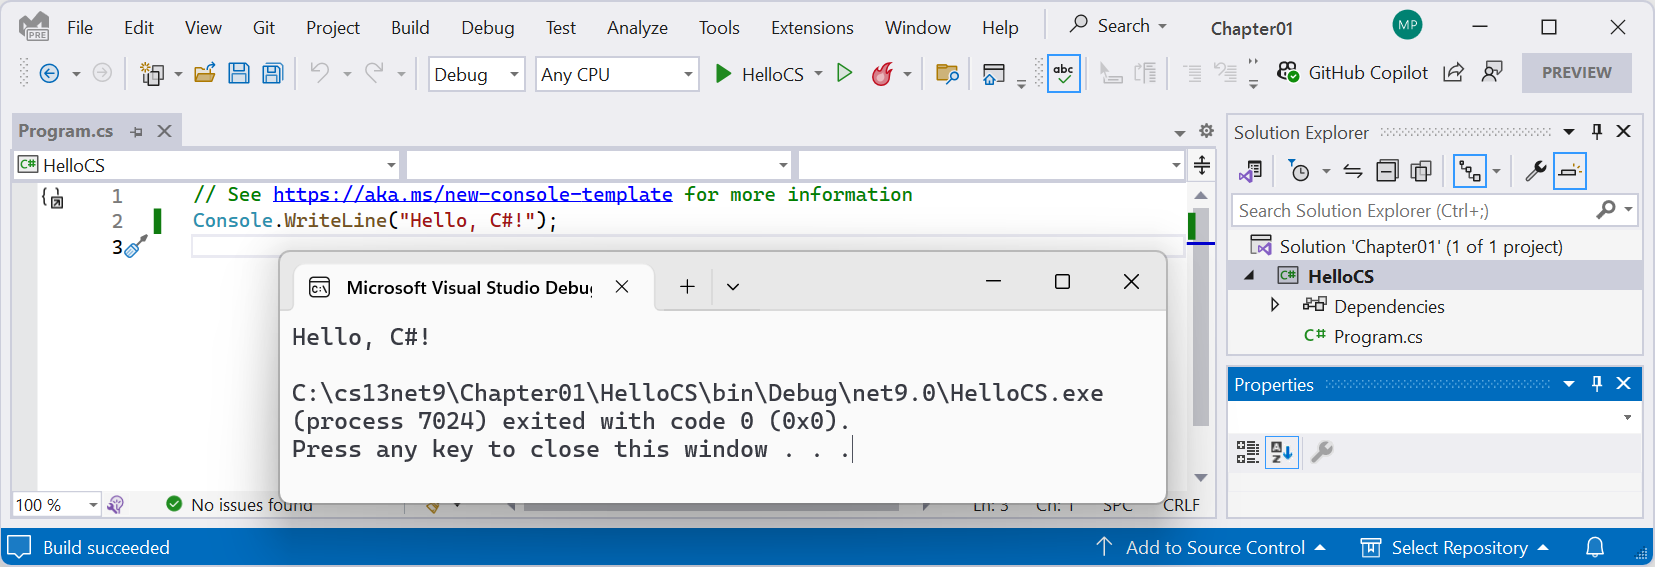 PRE File Edit View Git Project Build Debug Test Analyze Tools Extensions Window Help Search Chapter01 MP
Debug Any CPU HelloCS abc GitHub Copilot PREVIEW
Program.cs
C# HelloCS
1 // See https://aka.ms/new-console-template for more information
2 Console.WriteLine("Hello, C#!");
3
Microsoft Visual Studio Debug
Hello, C#!
C:\cs13net9\Chapter01\HelloCS\bin\Debug\net9.0\HelloCS.exe
(process 7024) exited with code 0 (0x0).
Press any key to close this window . . .
100 % No issues found Ln: 3 Ch: 1 SPC CRLF
Solution Explorer
Search Solution Explorer (Ctrl+;)
Solution 'Chapter01' (1 of 1 project)
C# HelloCS
Dependencies
C# Program.cs
Properties
A
Z
Build succeeded Add to Source Control Select Repository